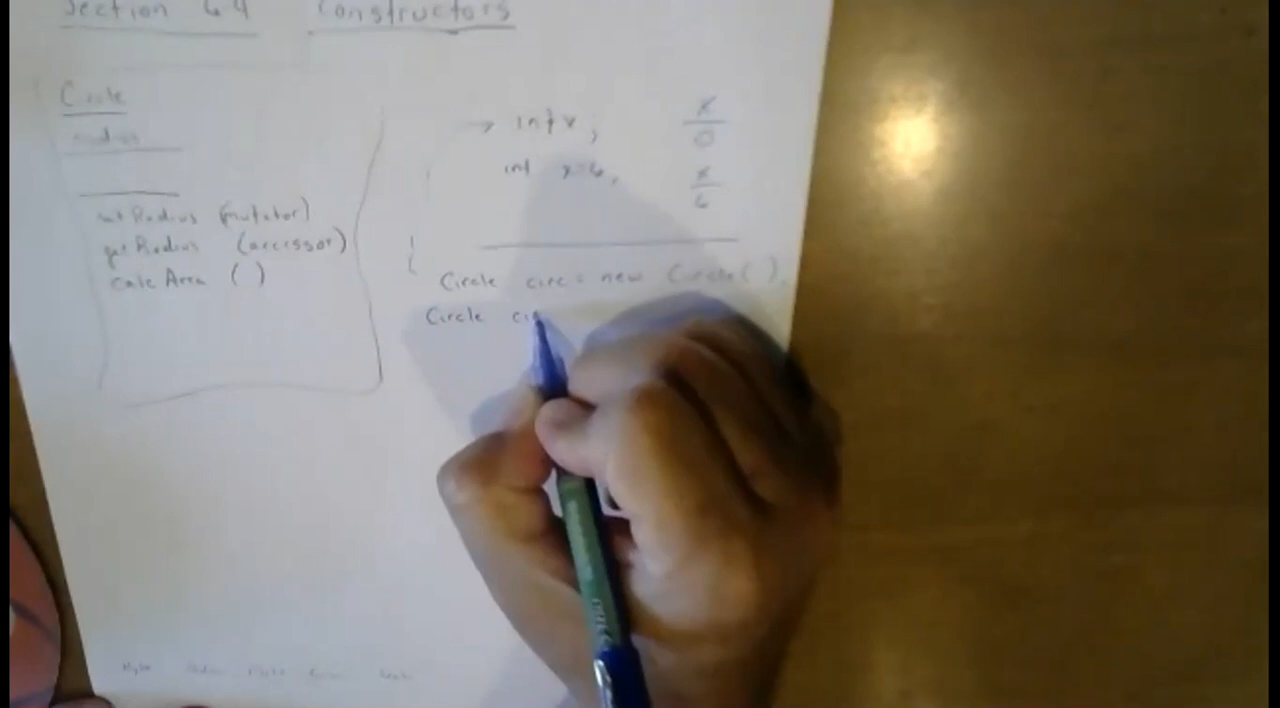 Section 6.4 Constructors
Circle
radius
setRadius (mutator)
getRadius (accessor)
calcArea ( )
→ int x ;
x
0
int x=6,
x
6
Circle circ = new Circle( ).
Circle cir